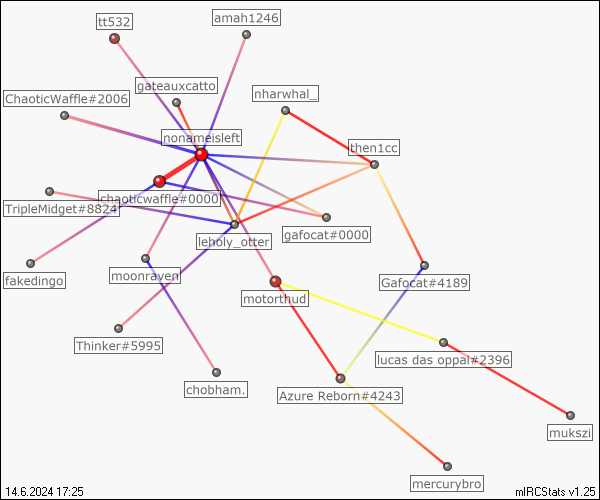 amah1246
tt532
gateauxcatto
ChaoticWaffle#2006
nharwhal_
nonameisleft
then1cc
chaoticwaffle#0000
TripleMidget#8824
gafocat#0000
leholy_otter
fakedingo
moonraven
Gafocat#4189
motorthud
Thinker#5995
lucas das oppai#2396
chobham.
Azure Reborn#4243
mukszi
mercurybro
14.6.2024 17:25
mIRCStats v1.25